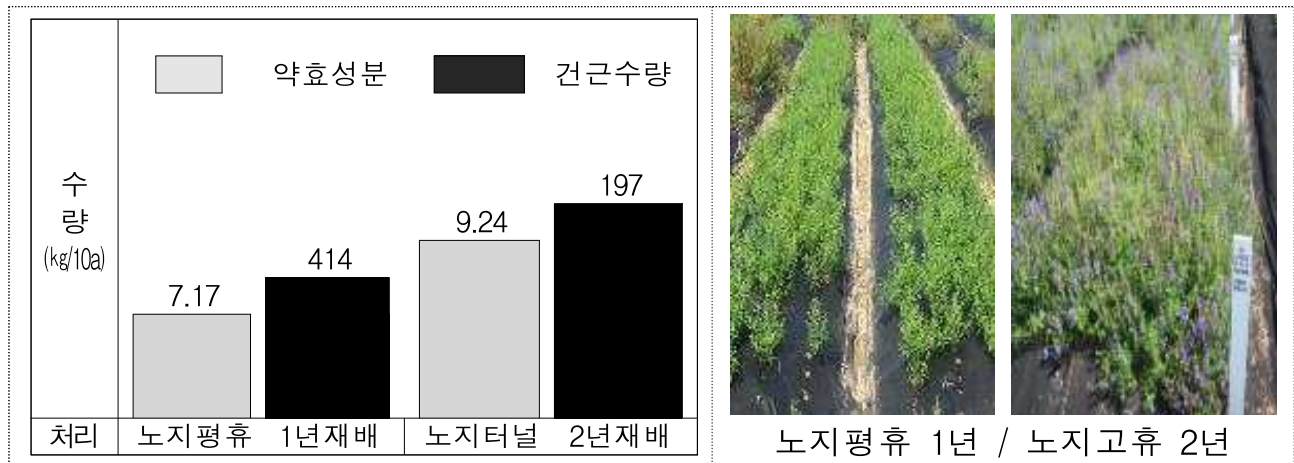 약효성분 건근수량
수
량
(kg/10a)
7.17
414
9.24
197
처리 노지평휴 1년재배 노지터널 2년재배
노지평휴 1년 / 노지고휴 2년